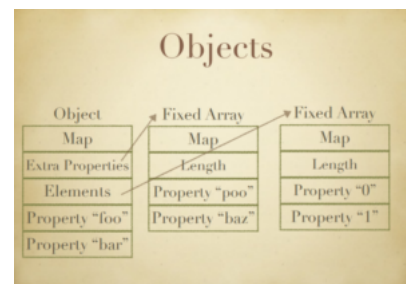 Objects
Object
Map
Extra Properties
Elements
Property “foo”
Property “bar”
Fixed Array
Map
Length
Property “poo”
Property “baz”
Fixed Array
Map
Length
Property “0”
Property “1”